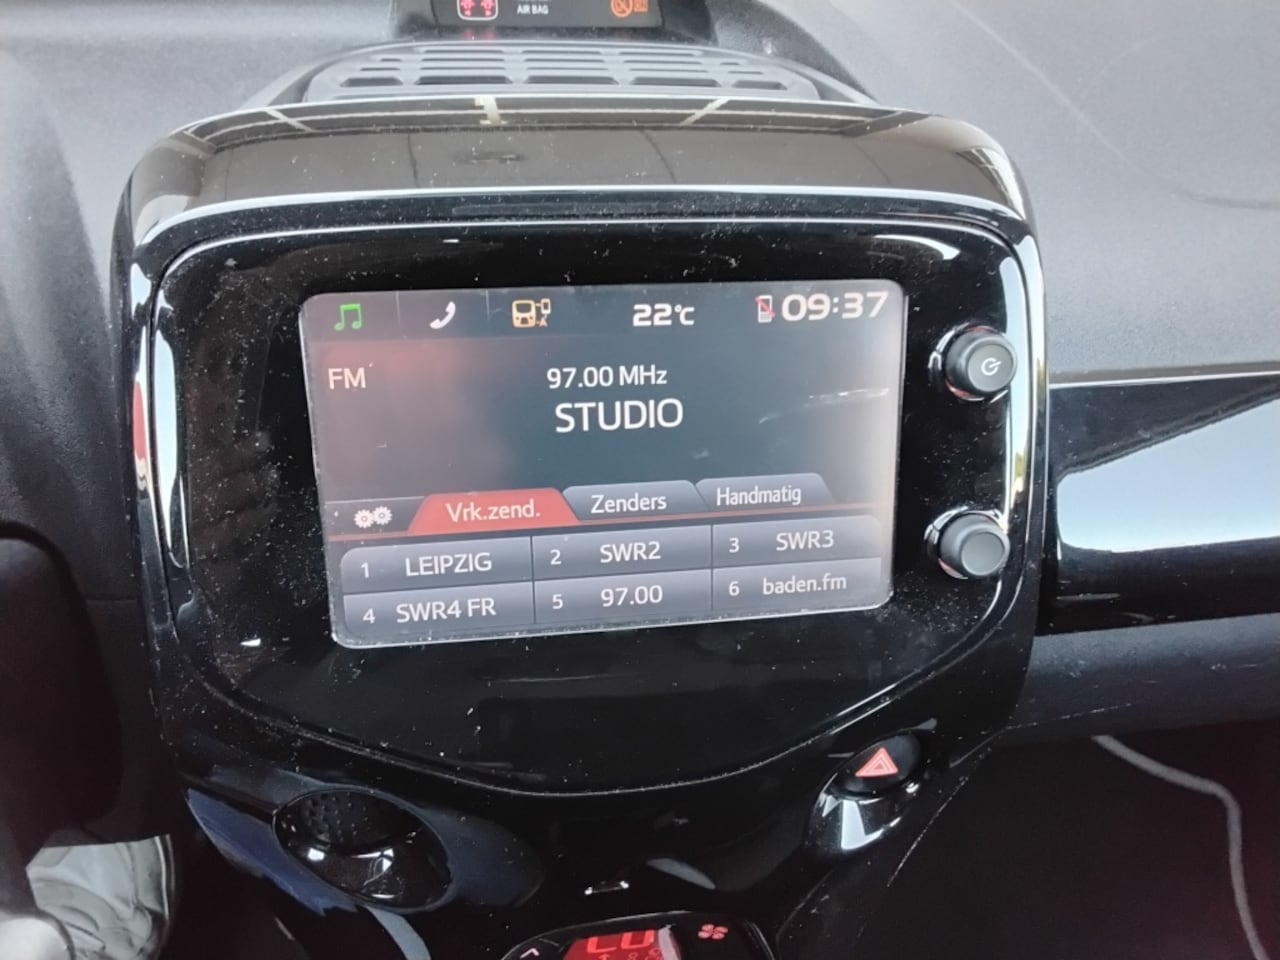 AIR BAG
22°C
09:37
FM
97.00 MHz
STUDIO
Vrk.zend. Zenders Handmatig
1 LEIPZIG 2 SWR2 3 SWR3
4 SWR4 FR 5 97.00 6 baden.fm
LO